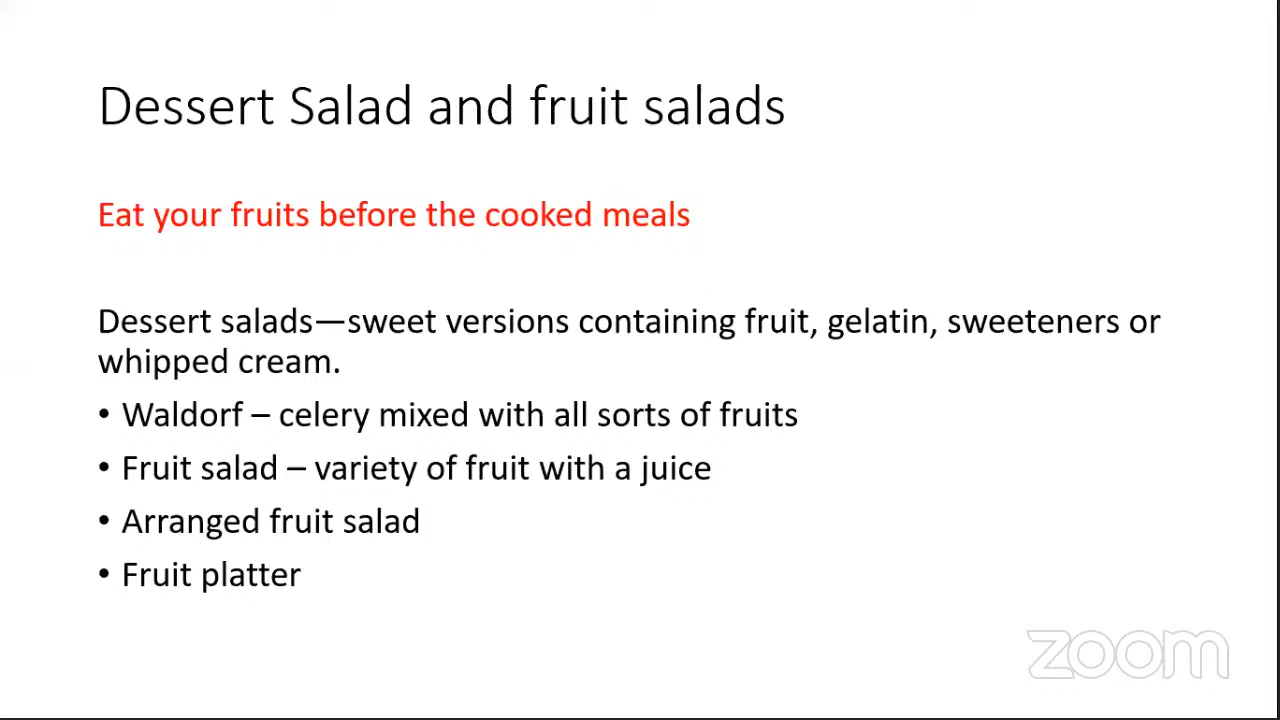 Dessert Salad and fruit salads
Eat your fruits before the cooked meals
Dessert salads—sweet versions containing fruit, gelatin, sweeteners or
whipped cream.
• Waldorf – celery mixed with all sorts of fruits
• Fruit salad – variety of fruit with a juice
• Arranged fruit salad
• Fruit platter
zoom